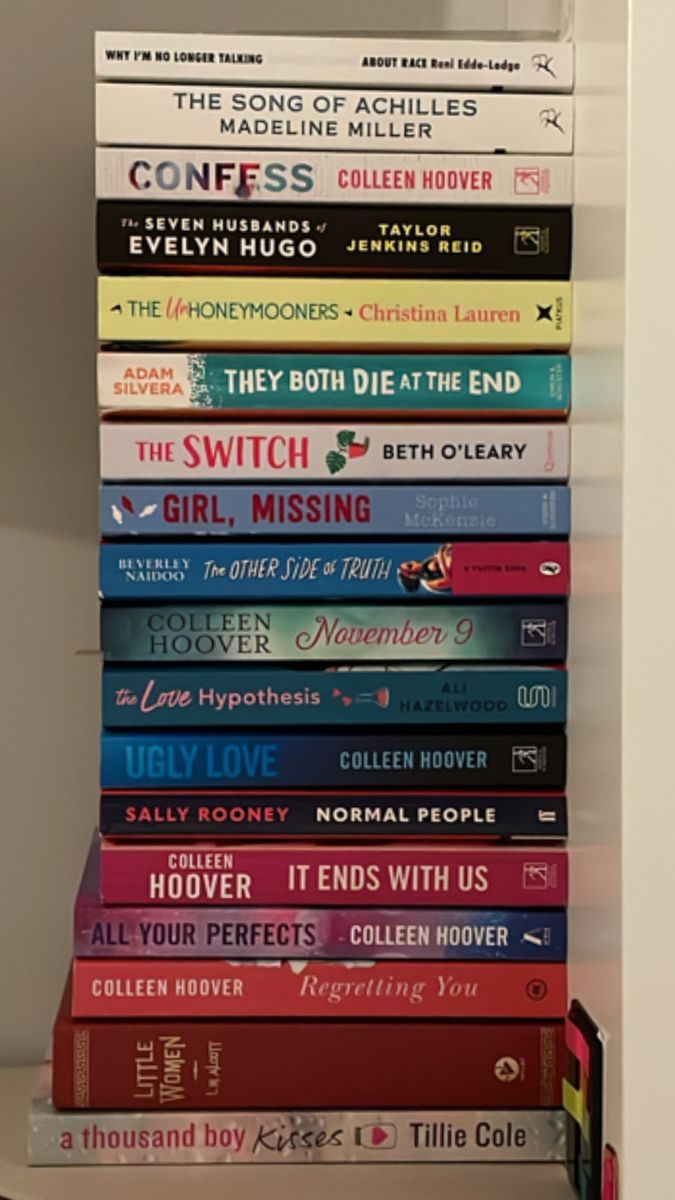 WHY I'M NO LONGER TALKING ABOUT RACE Reni Eddo-Lodge
THE SONG OF ACHILLES
MADELINE MILLER
CONFESS COLLEEN HOOVER
The SEVEN HUSBANDS of
EVELYN HUGO
TAYLOR
JENKINS REID
THE UnHONEYMOONERS Christina Lauren PIATKUS
ADAM
SILVERA
THEY BOTH DIE AT THE END
THE SWITCH BETH O'LEARY
GIRL, MISSING
Sophie
McKenzie
BEVERLEY
NAIDOO
The OTHER SIDE of TRUTH
A PUFFIN BOOK
COLLEEN
HOOVER
November 9
the Love Hypothesis
ALI
HAZELWOOD
UGLY LOVE COLLEEN HOOVER
SALLY ROONEY NORMAL PEOPLE
COLLEEN
HOOVER
IT ENDS WITH US
ALL YOUR PERFECTS COLLEEN HOOVER
COLLEEN HOOVER Regretting You
LITTLE
WOMEN
L.M. ALCOTT
a thousand boy Kisses Tillie Cole